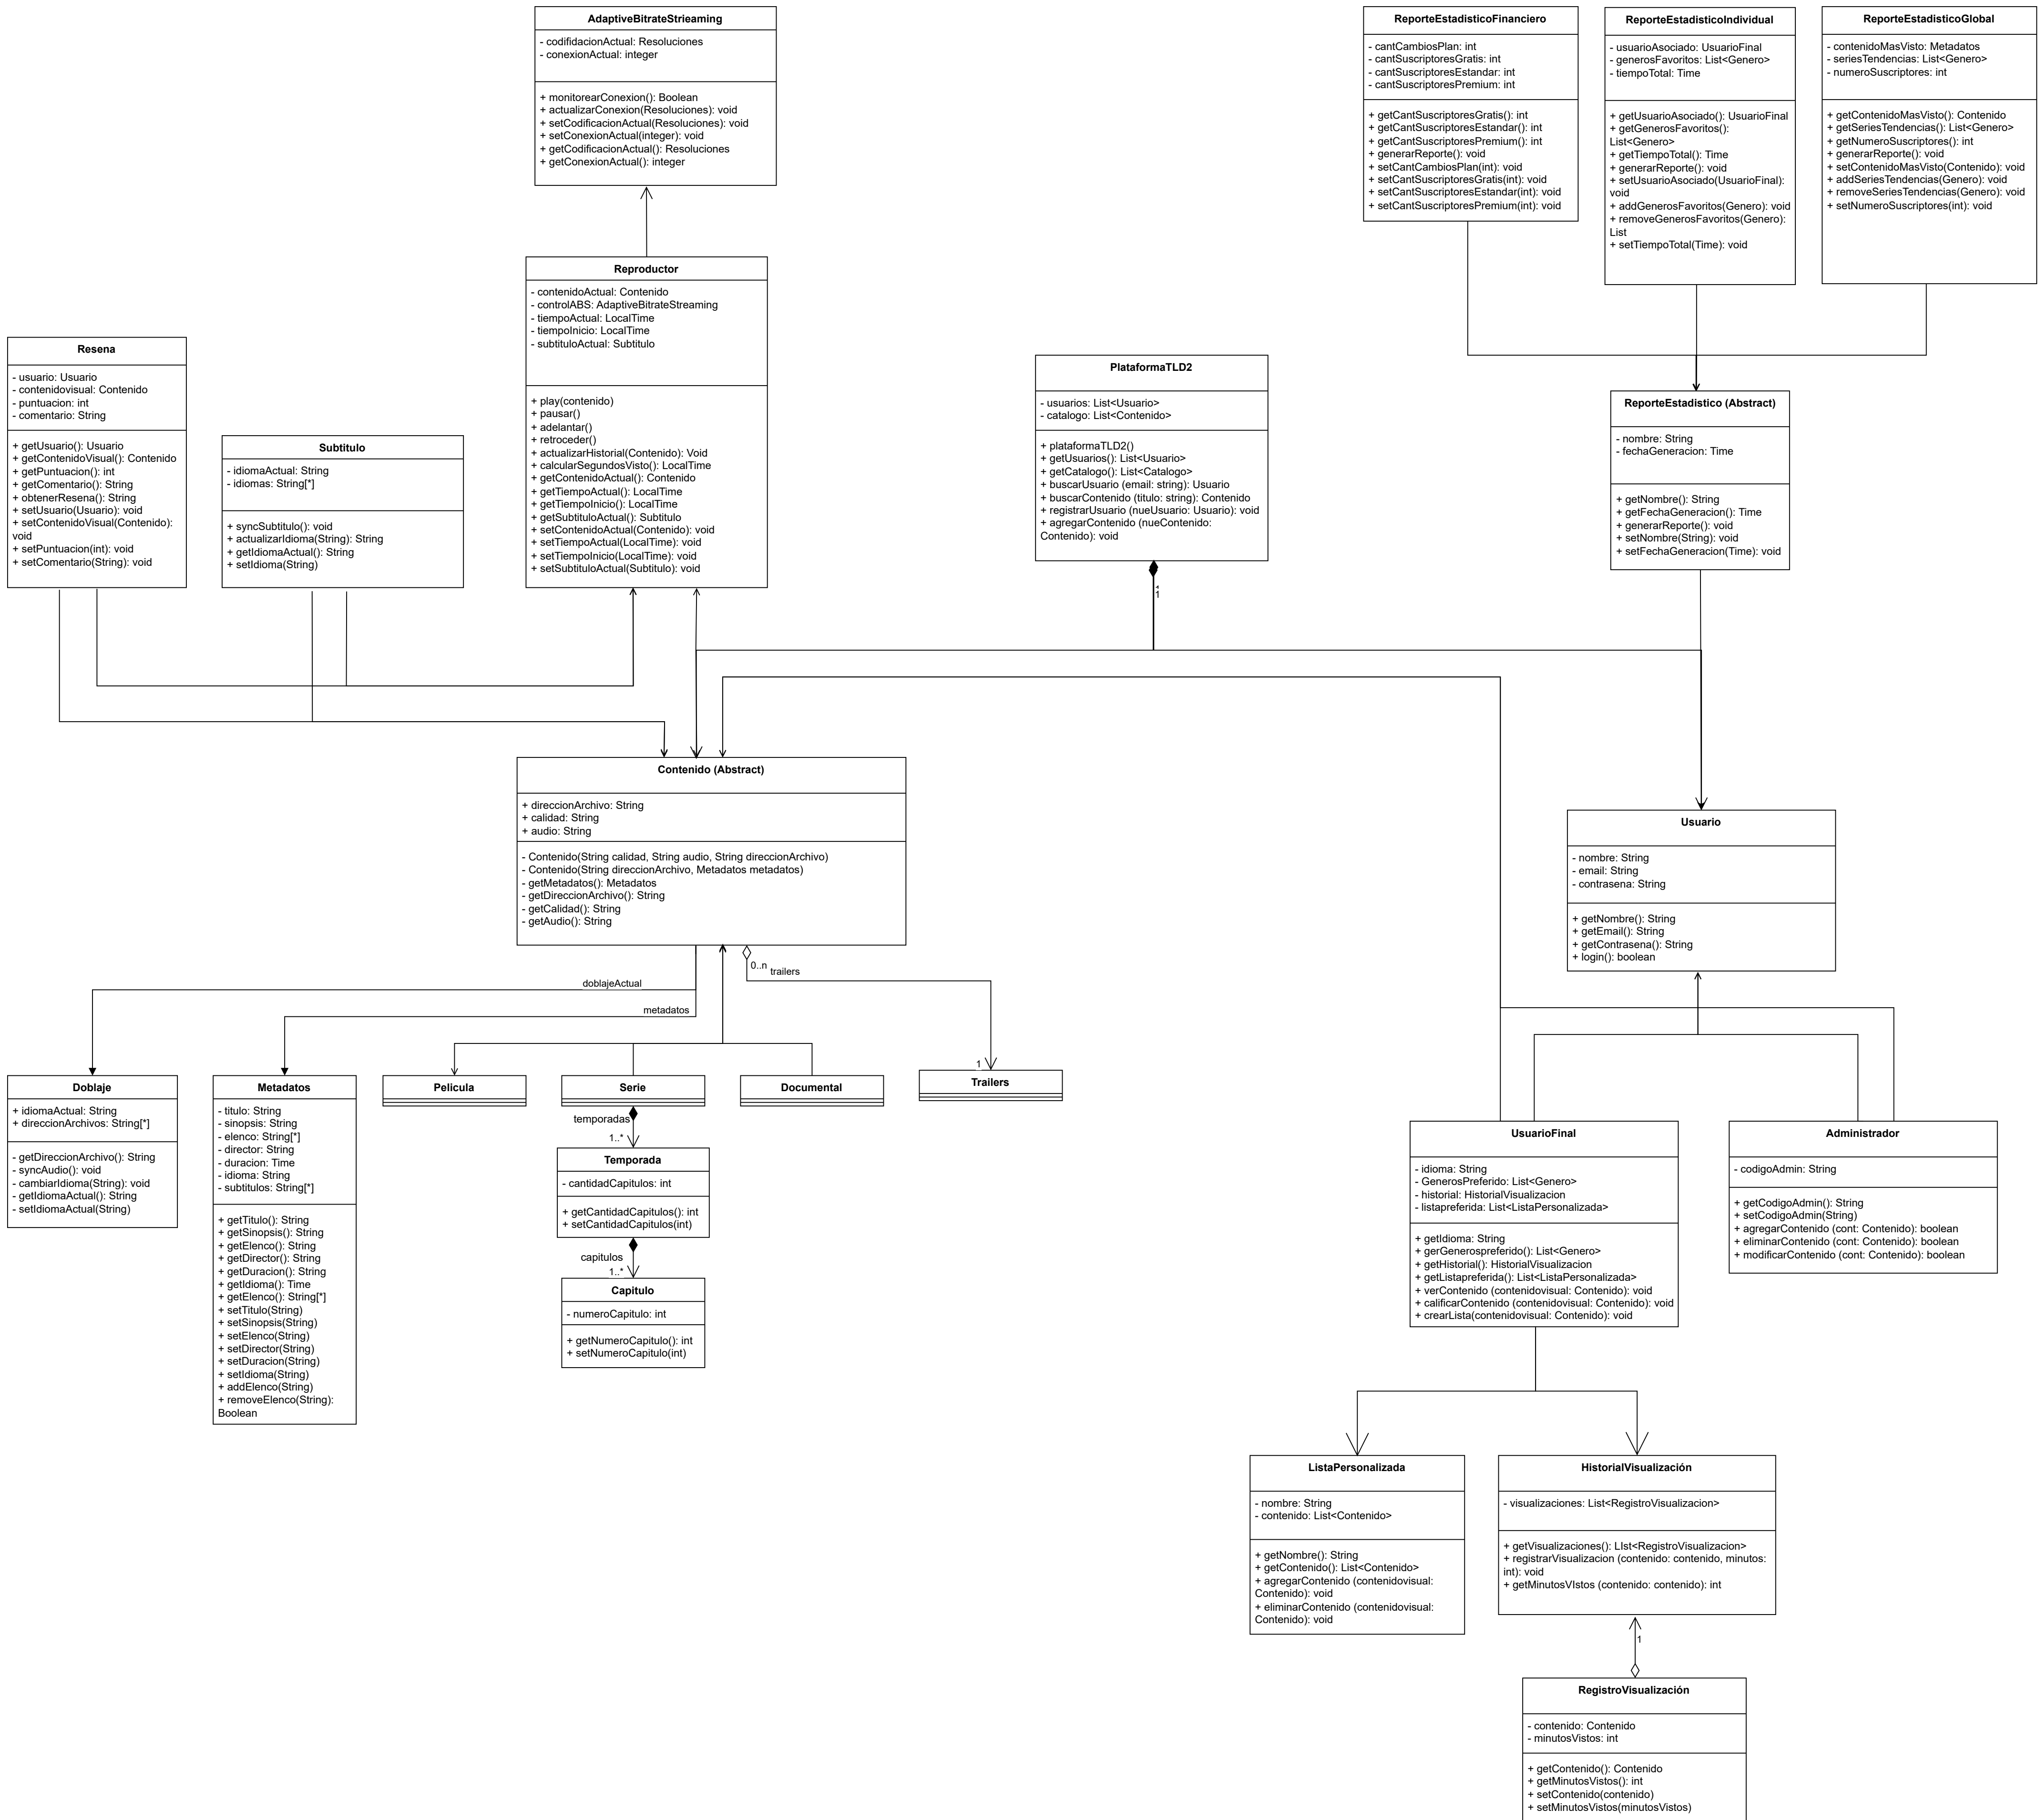 AdaptiveBitrateStrieaming
- codifidacionActual: Resoluciones
- conexionActual: integer
+ monitorearConexion(): Boolean
+ actualizarConexion(Resoluciones): void
+ setCodificacionActual(Resoluciones): void
+ setConexionActual(integer): void
+ getCodificacionActual(): Resoluciones
+ getConexionActual(): integer
ReporteEstadisticoFinanciero
- cantCambiosPlan: int
- cantSuscriptoresGratis: int
- cantSuscriptoresEstandar: int
- cantSuscriptoresPremium: int
+ getCantSuscriptoresGratis(): int
+ getCantSuscriptoresEstandar(): int
+ getCantSuscriptoresPremium(): int
+ generarReporte(): void
+ setCantCambiosPlan(int): void
+ setCantSuscriptoresGratis(int): void
+ setCantSuscriptoresEstandar(int): void
+ setCantSuscriptoresPremium(int): void
ReporteEstadisticoIndividual
- usuarioAsociado: UsuarioFinal
- generosFavoritos: List<Genero>
- tiempoTotal: Time
+ getUsuarioAsociado(): UsuarioFinal
+ getGenerosFavoritos():
List<Genero>
+ getTiempoTotal(): Time
+ generarReporte(): void
+ setUsuarioAsociado(UsuarioFinal):
void
+ addGenerosFavoritos(Genero): void
+ removeGenerosFavoritos(Genero):
List
+ setTiempoTotal(Time): void
ReporteEstadisticoGlobal
- contenidoMasVisto: Metadatos
- seriesTendencias: List<Genero>
- numeroSuscriptores: int
+ getContenidoMasVisto(): Contenido
+ getSeriesTendencias(): List<Genero>
+ getNumeroSuscriptores(): int
+ generarReporte(): void
+ setContenidoMasVisto(Contenido): void
+ addSeriesTendencias(Genero): void
+ removeSeriesTendencias(Genero): void
+ setNumeroSuscriptores(int): void
Reproductor
- contenidoActual: Contenido
- controlABS: AdaptiveBitrateStreaming
- tiempoActual: LocalTime
- tiempoInicio: LocalTime
- subtituloActual: Subtitulo
+ play(contenido)
+ pausar()
+ adelantar()
+ retroceder()
+ actualizarHistorial(Contenido): Void
+ calcularSegundosVisto(): LocalTime
+ getContenidoActual(): Contenido
+ getTiempoActual(): LocalTime
+ getTiempoInicio(): LocalTime
+ getSubtituloActual(): Subtitulo
+ setContenidoActual(Contenido): void
+ setTiempoActual(LocalTime): void
+ setTiempoInicio(LocalTime): void
+ setSubtituloActual(Subtitulo): void
Resena
- usuario: Usuario
- contenidovisual: Contenido
- puntuacion: int
- comentario: String
+ getUsuario(): Usuario
+ getContenidoVisual(): Contenido
+ getPuntuacion(): int
+ getComentario(): String
+ obtenerResena(): String
+ setUsuario(Usuario): void
+ setContenidoVisual(Contenido):
void
+ setPuntuacion(int): void
+ setComentario(String): void
Subtitulo
- idiomaActual: String
- idiomas: String[*]
+ syncSubtitulo(): void
+ actualizarIdioma(String): String
+ getIdiomaActual(): String
+ setIdioma(String)
PlataformaTLD2
- usuarios: List<Usuario>
- catalogo: List<Contenido>
+ plataformaTLD2()
+ getUsuarios(): List<Usuario>
+ getCatalogo(): List<Catalogo>
+ buscarUsuario (email: string): Usuario
+ buscarContenido (titulo: string): Contenido
+ registrarUsuario (nueUsuario: Usuario): void
+ agregarContenido (nueContenido:
Contenido): void
1
ReporteEstadistico (Abstract)
- nombre: String
- fechaGeneracion: Time
+ getNombre(): String
+ getFechaGeneracion(): Time
+ generarReporte(): void
+ setNombre(String): void
+ setFechaGeneracion(Time): void
Contenido (Abstract)
+ direccionArchivo: String
+ calidad: String
+ audio: String
- Contenido(String calidad, String audio, String direccionArchivo)
- Contenido(String direccionArchivo, Metadatos metadatos)
- getMetadatos(): Metadatos
- getDireccionArchivo(): String
- getCalidad(): String
- getAudio(): String
Usuario
- nombre: String
- email: String
- contrasena: String
+ getNombre(): String
+ getEmail(): String
+ getContrasena(): String
+ login(): boolean
0..n
trailers
doblajeActual
metadatos
1
Doblaje
+ idiomaActual: String
+ direccionArchivos: String[*]
- getDireccionArchivo(): String
- syncAudio(): void
- cambiarIdioma(String): void
- getIdiomaActual(): String
- setIdiomaActual(String)
Metadatos
- titulo: String
- sinopsis: String
- elenco: String[*]
- director: String
- duracion: Time
- idioma: String
- subtitulos: String[*]
+ getTitulo(): String
+ getSinopsis(): String
+ getElenco(): String
+ getDirector(): String
+ getDuracion(): String
+ getIdioma(): Time
+ getElenco(): String[*]
+ setTitulo(String)
+ setSinopsis(String)
+ setElenco(String)
+ setDirector(String)
+ setDuracion(String)
+ setIdioma(String)
+ addElenco(String)
+ removeElenco(String):
Boolean
Pelicula
Serie
Documental
Trailers
temporadas
1..*
Temporada
- cantidadCapitulos: int
+ getCantidadCapitulos(): int
+ setCantidadCapitulos(int)
capitulos
1..*
Capitulo
- numeroCapitulo: int
+ getNumeroCapitulo(): int
+ setNumeroCapitulo(int)
UsuarioFinal
- idioma: String
- GenerosPreferido: List<Genero>
- historial: HistorialVisualizacion
- listapreferida: List<ListaPersonalizada>
+ getIdioma: String
+ gerGenerospreferido(): List<Genero>
+ getHistorial(): HistorialVisualizacion
+ getListapreferida(): List<ListaPersonalizada>
+ verContenido (contenidovisual: Contenido): void
+ calificarContenido (contenidovisual: Contenido): void
+ crearLista(contenidovisual: Contenido): void
Administrador
- codigoAdmin: String
+ getCodigoAdmin(): String
+ setCodigoAdmin(String)
+ agregarContenido (cont: Contenido): boolean
+ eliminarContenido (cont: Contenido): boolean
+ modificarContenido (cont: Contenido): boolean
ListaPersonalizada
- nombre: String
- contenido: List<Contenido>
+ getNombre(): String
+ getContenido(): List<Contenido>
+ agregarContenido (contenidovisual:
Contenido): void
+ eliminarContenido (contenidovisual:
Contenido): void
HistorialVisualización
- visualizaciones: List<RegistroVisualizacion>
+ getVisualizaciones(): LIst<RegistroVisualizacion>
+ registrarVisualizacion (contenido: contenido, minutos:
int): void
+ getMinutosVIstos (contenido: contenido): int
1
RegistroVisualización
- contenido: Contenido
- minutosVistos: int
+ getContenido(): Contenido
+ getMinutosVistos(): int
+ setContenido(contenido)
+ setMinutosVistos(minutosVistos)